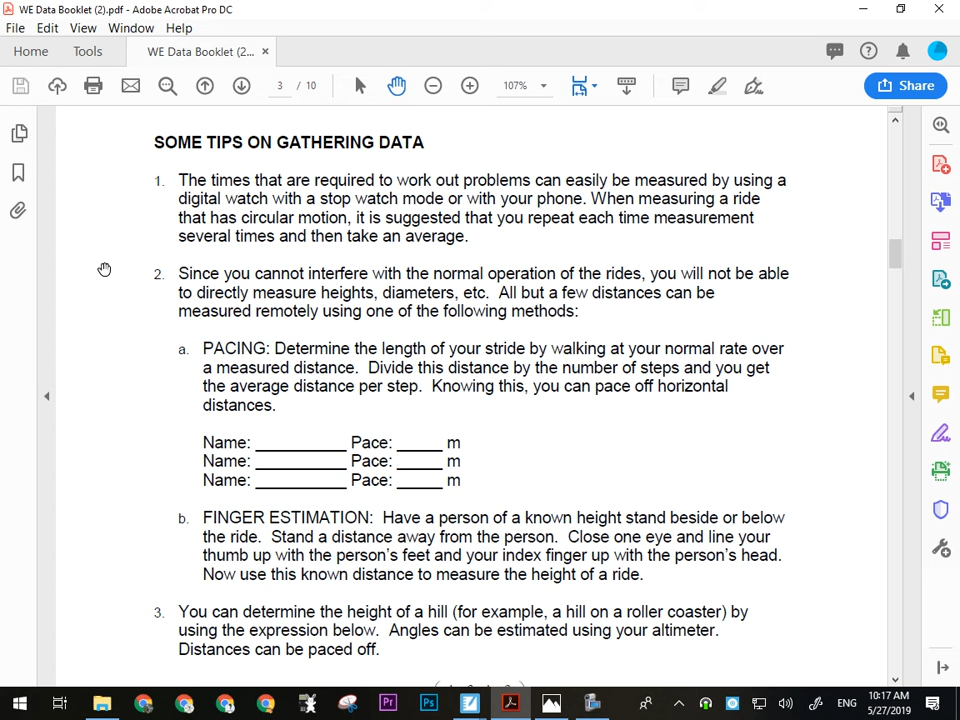 WE Data Booklet (2).pdf - Adobe Acrobat Pro DC
File Edit View Window Help
Home Tools WE Data Booklet (2... ×
3 / 10 107% Share
SOME TIPS ON GATHERING DATA
1. The times that are required to work out problems can easily be measured by using a
digital watch with a stop watch mode or with your phone. When measuring a ride
that has circular motion, it is suggested that you repeat each time measurement
several times and then take an average.
2. Since you cannot interfere with the normal operation of the rides, you will not be able
to directly measure heights, diameters, etc. All but a few distances can be
measured remotely using one of the following methods:
a. PACING: Determine the length of your stride by walking at your normal rate over
a measured distance. Divide this distance by the number of steps and you get
the average distance per step. Knowing this, you can pace off horizontal
distances.
Name: __________ Pace: _____ m
Name: __________ Pace: _____ m
Name: __________ Pace: _____ m
b. FINGER ESTIMATION: Have a person of a known height stand beside or below
the ride. Stand a distance away from the person. Close one eye and line your
thumb up with the person's feet and your index finger up with the person's head.
Now use this known distance to measure the height of a ride.
3. You can determine the height of a hill (for example, a hill on a roller coaster) by
using the expression below. Angles can be estimated using your altimeter.
Distances can be paced off.
Pr Ps ENG 10:17 AM
5/27/2019